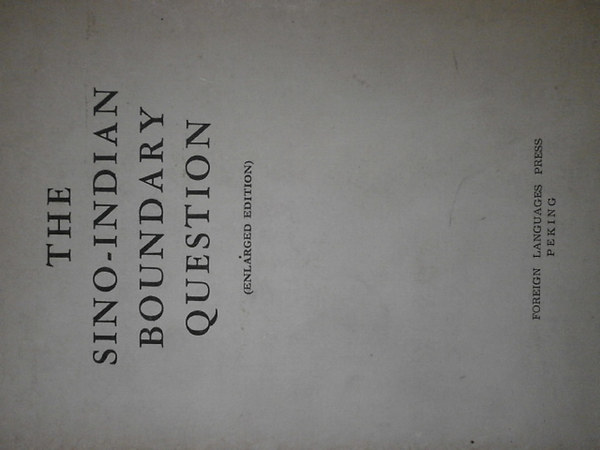 THE
SINO-INDIAN
BOUNDARY
QUESTION
(ENLARGED EDITION)
FOREIGN LANGUAGES PRESS
PEKING